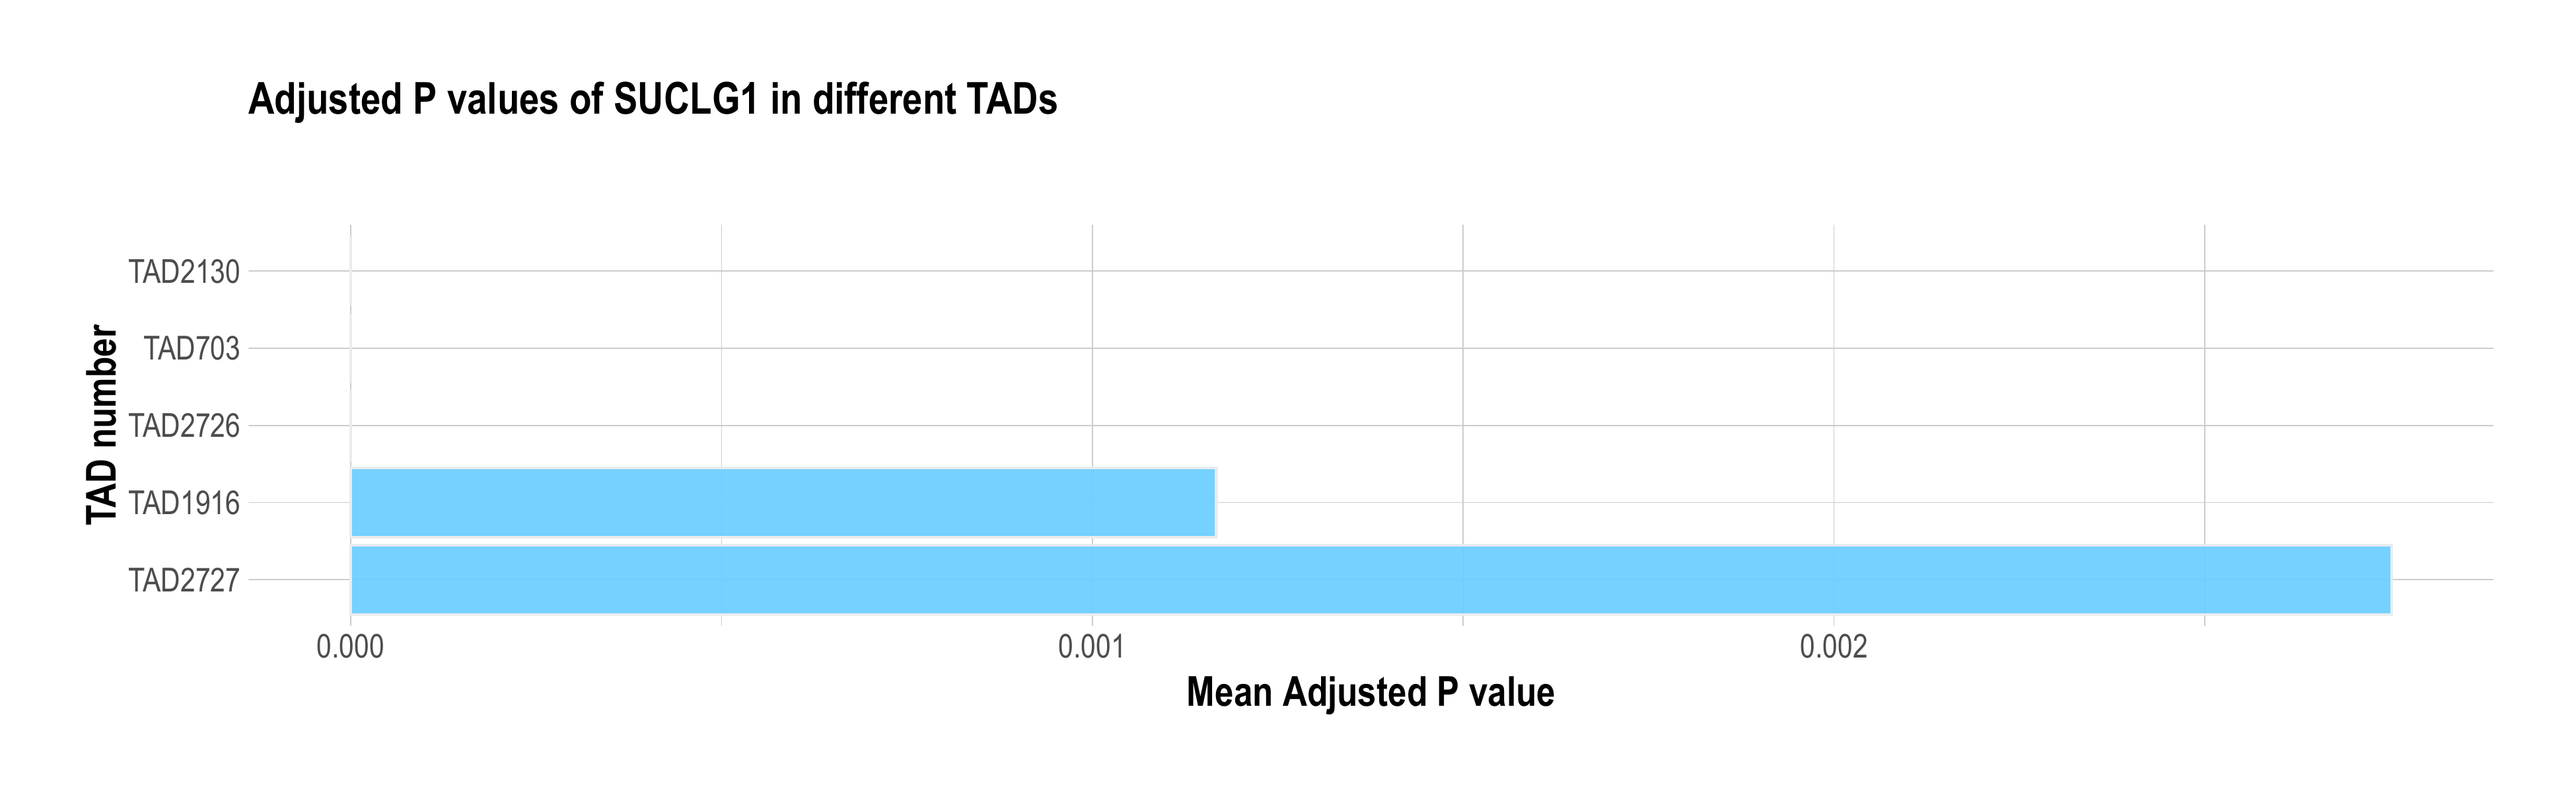 Adjusted P values of SUCLG1 in different TADs
TAD number
TAD2130
TAD703
TAD2726
TAD1916
TAD2727
0.000 0.001 0.002
Mean Adjusted P value